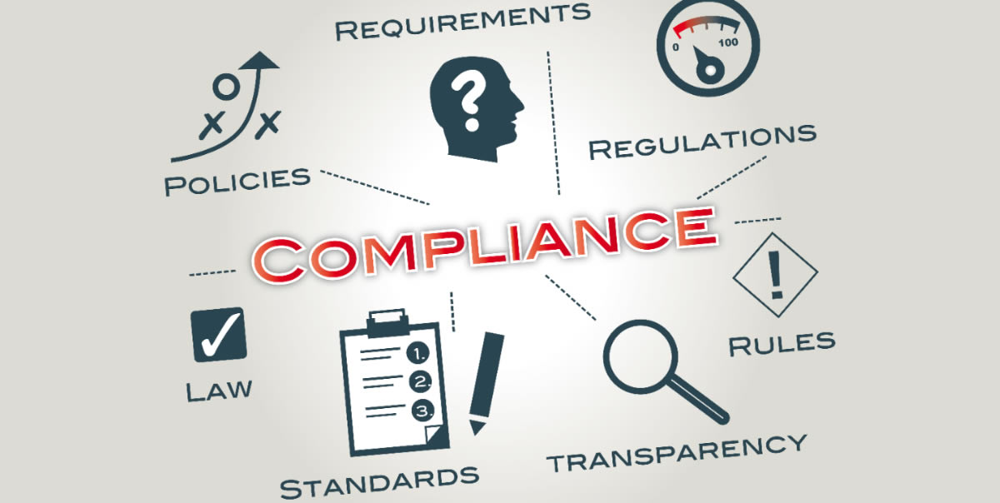 REQUIREMENTS
0 100
REGULATIONS
POLICIES
COMPLIANCE
LAW
1.
2.
3.
STANDARDS
TRANSPARENCY
!
RULES
?